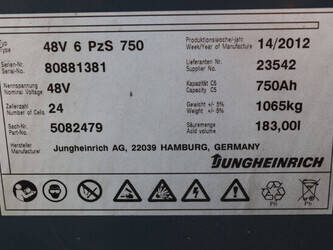 Typ 48V 6 PzS 750 Produktionswoche/-jahr 14/2012
Type Week/Year of Manufacture
Serien-Nr. 80881381 Lieferanten Nr. 23542
Serial-No. Supplier No.
Nennspannung 48V Kapazität C5 750Ah
Nominal Voltage Capacity C5
Zellenzahl 24 Gewicht +/- 5% 1065kg
Number of Cells. Weight +/- 5%
Sach-Nr. 5082479 Säuremenge 183,00l
Part-No. Acid volume
Hersteller Jungheinrich AG, 22039 HAMBURG, GERMANY
Manufacturer
JUNGHEINRICH
Pb Pb